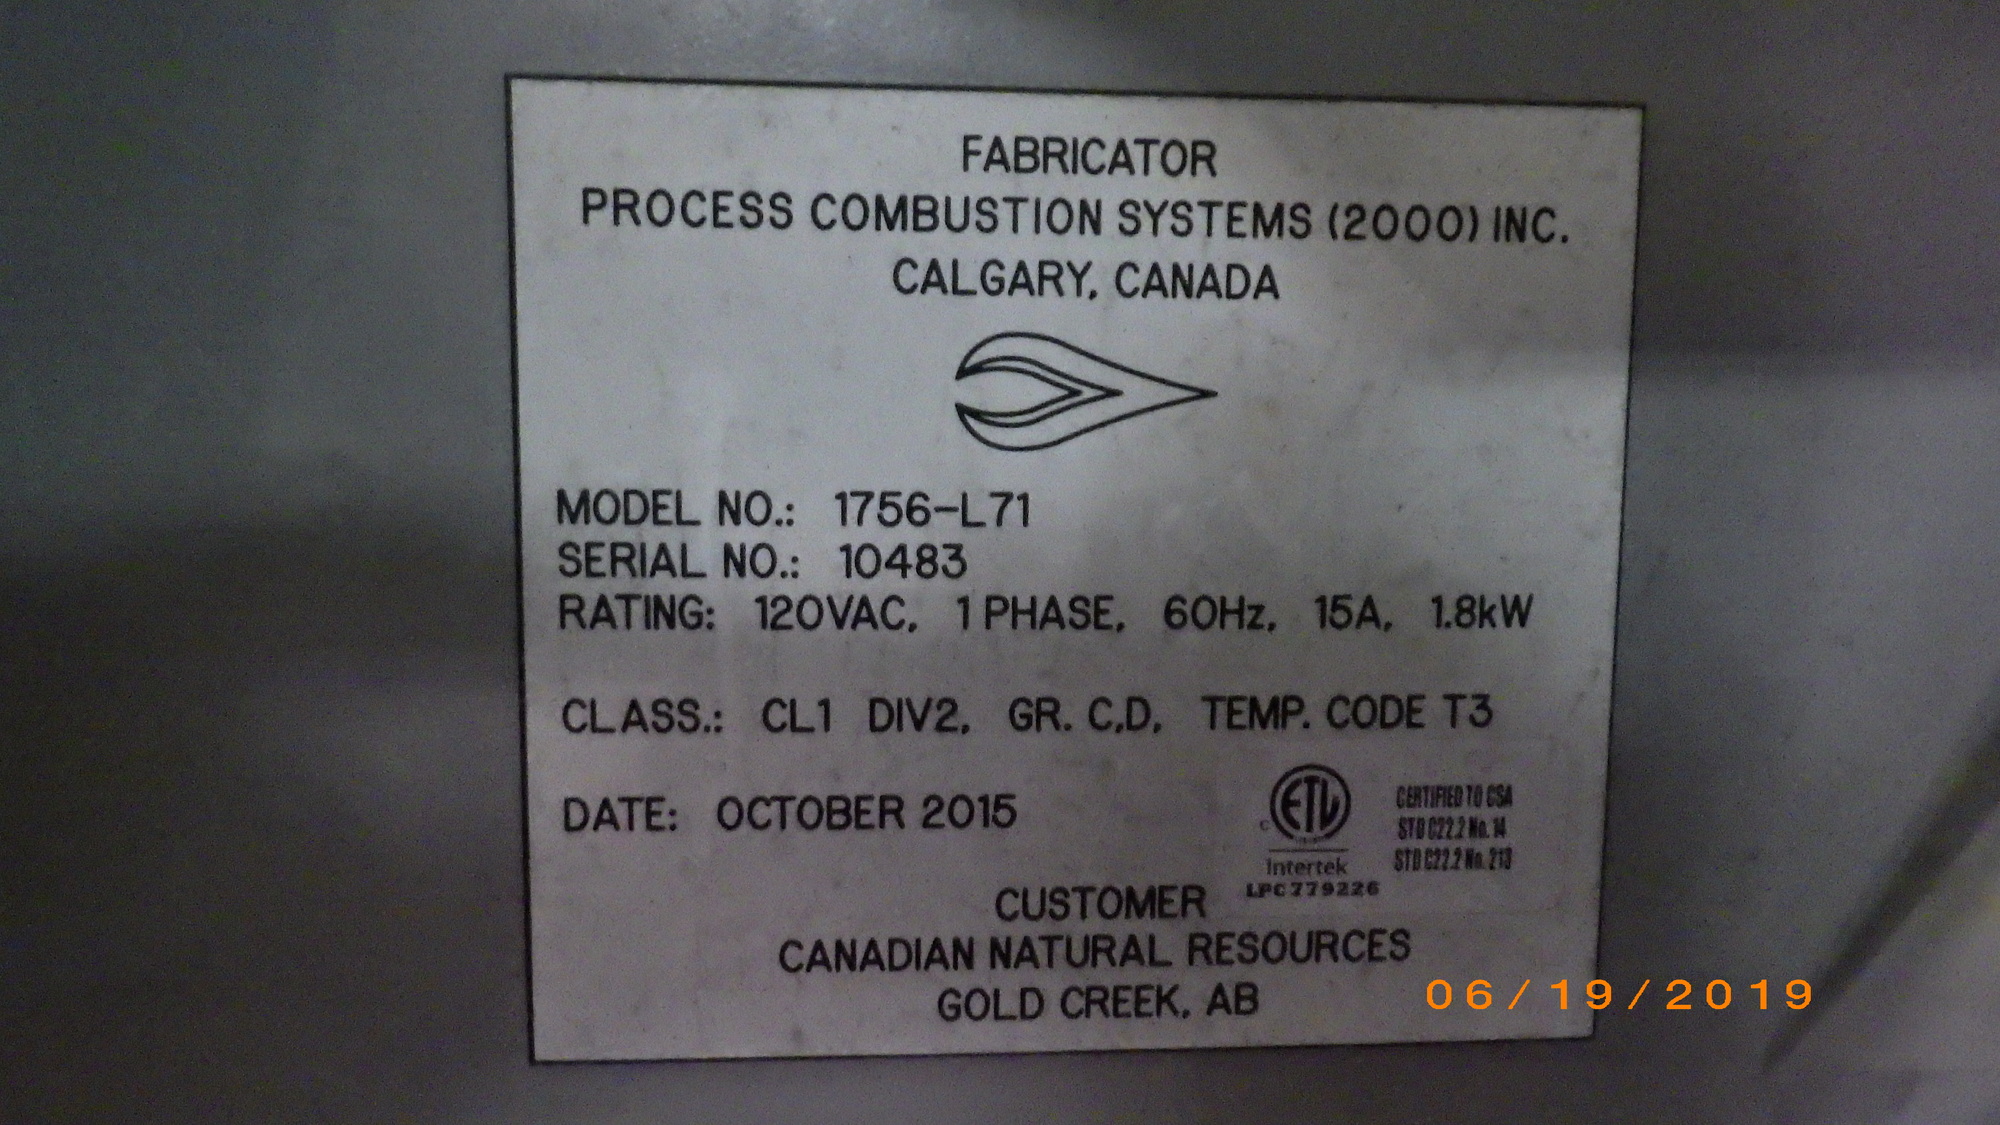 FABRICATOR
PROCESS COMBUSTION SYSTEMS (2000) INC.
CALGARY, CANADA
MODEL NO.: 1756-L71
SERIAL NO.: 10483
RATING: 120VAC, 1 PHASE, 60Hz, 15A, 1.8kW
CLASS.: CL1 DIV2, GR. C,D, TEMP. CODE T3
DATE: OCTOBER 2015
C ETL
Intertek
LPC779226
CERTIFIED TO CSA
STD C22.2 No. 14
STD C22.2 No. 213
CUSTOMER
CANADIAN NATURAL RESOURCES
GOLD CREEK, AB
06/19/2019